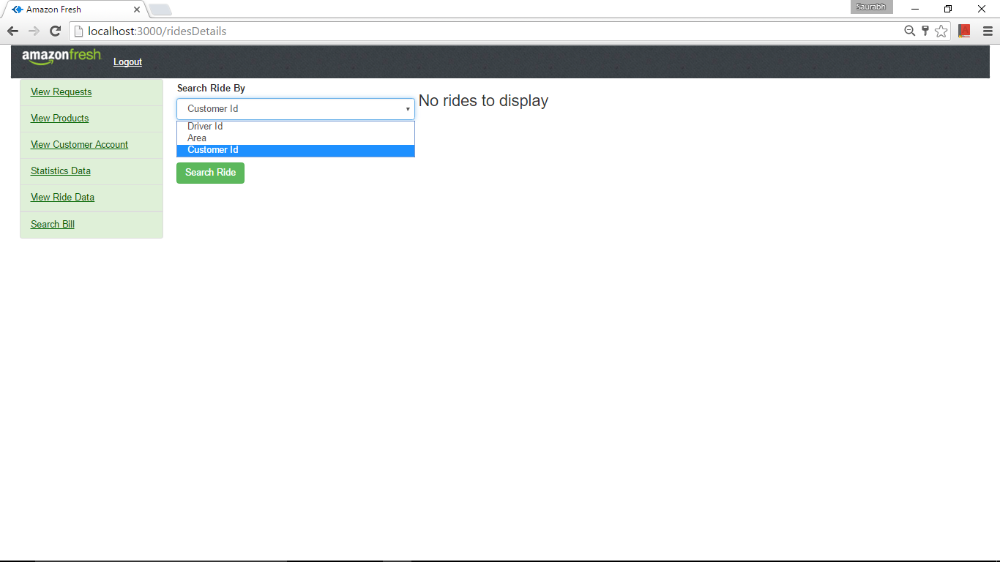 Amazon Fresh
Saurabh
localhost:3000/ridesDetails
amazonfresh
Logout
View Requests
View Products
View Customer Account
Statistics Data
View Ride Data
Search Bill
Search Ride By
Customer Id
Driver Id
Area
Customer Id
Search Ride
No rides to display